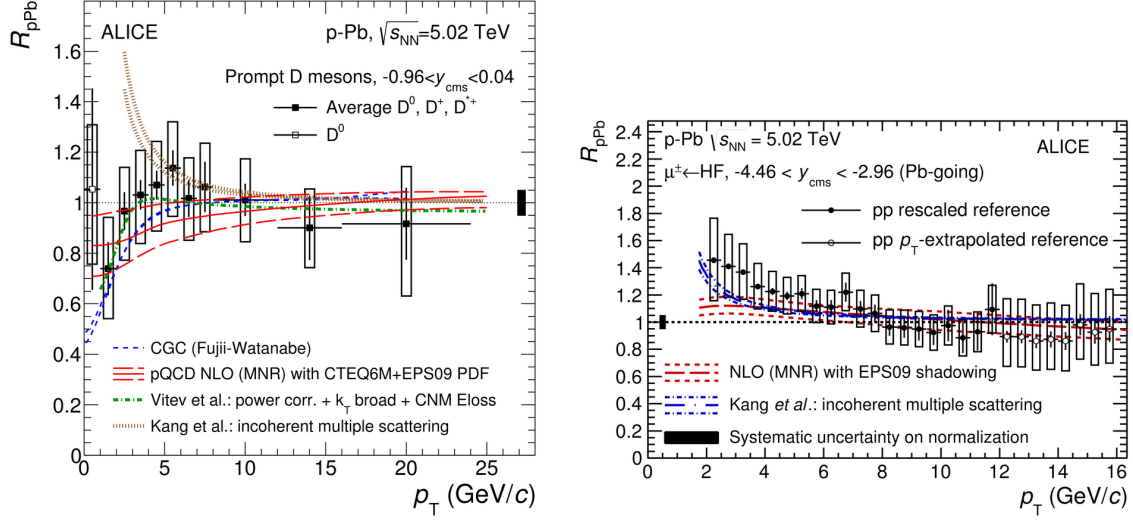 R_pPb
1.6
1.4
1.2
1
0.8
0.6
0.4
0.2
0
ALICE
p-Pb, √s_NN=5.02 TeV
Prompt D mesons, -0.96<y_cms<0.04
Average D⁰, D⁺, D*⁺
D⁰
CGC (Fujii-Watanabe)
pQCD NLO (MNR) with CTEQ6M+EPS09 PDF
Vitev et al.: power corr. + k_T broad + CNM Eloss
Kang et al.: incoherent multiple scattering
0 5 10 15 20 25
p_T (GeV/c)
R_pPb
2.4
2.2
2
1.8
1.6
1.4
1.2
1
0.8
0.6
0.4
0.2
0
p-Pb √s_NN = 5.02 TeV
ALICE
μ±←HF, -4.46 < y_cms < -2.96 (Pb-going)
pp rescaled reference
pp p_T-extrapolated reference
NLO (MNR) with EPS09 shadowing
Kang et al.: incoherent multiple scattering
Systematic uncertainty on normalization
0 2 4 6 8 10 12 14 16
p_T (GeV/c)